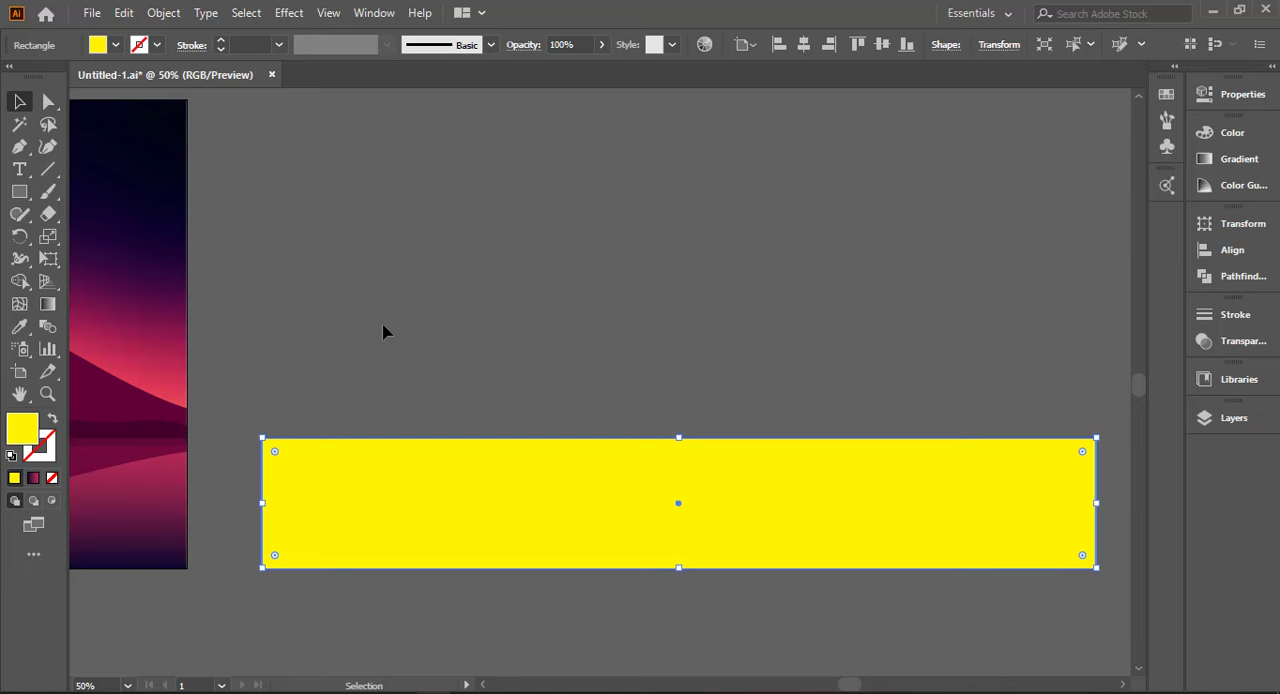 Ai File Edit Object Type Select Effect View Window Help Essentials Search Adobe Stock
Rectangle Stroke: Basic Opacity: 100% Style: Shape: Transform
Untitled-1.ai* @ 50% (RGB/Preview)
Properties
Color
Gradient
Color Gu...
Transform
Align
Pathfind...
Stroke
Transpar...
Libraries
Layers
50% 1 Selection